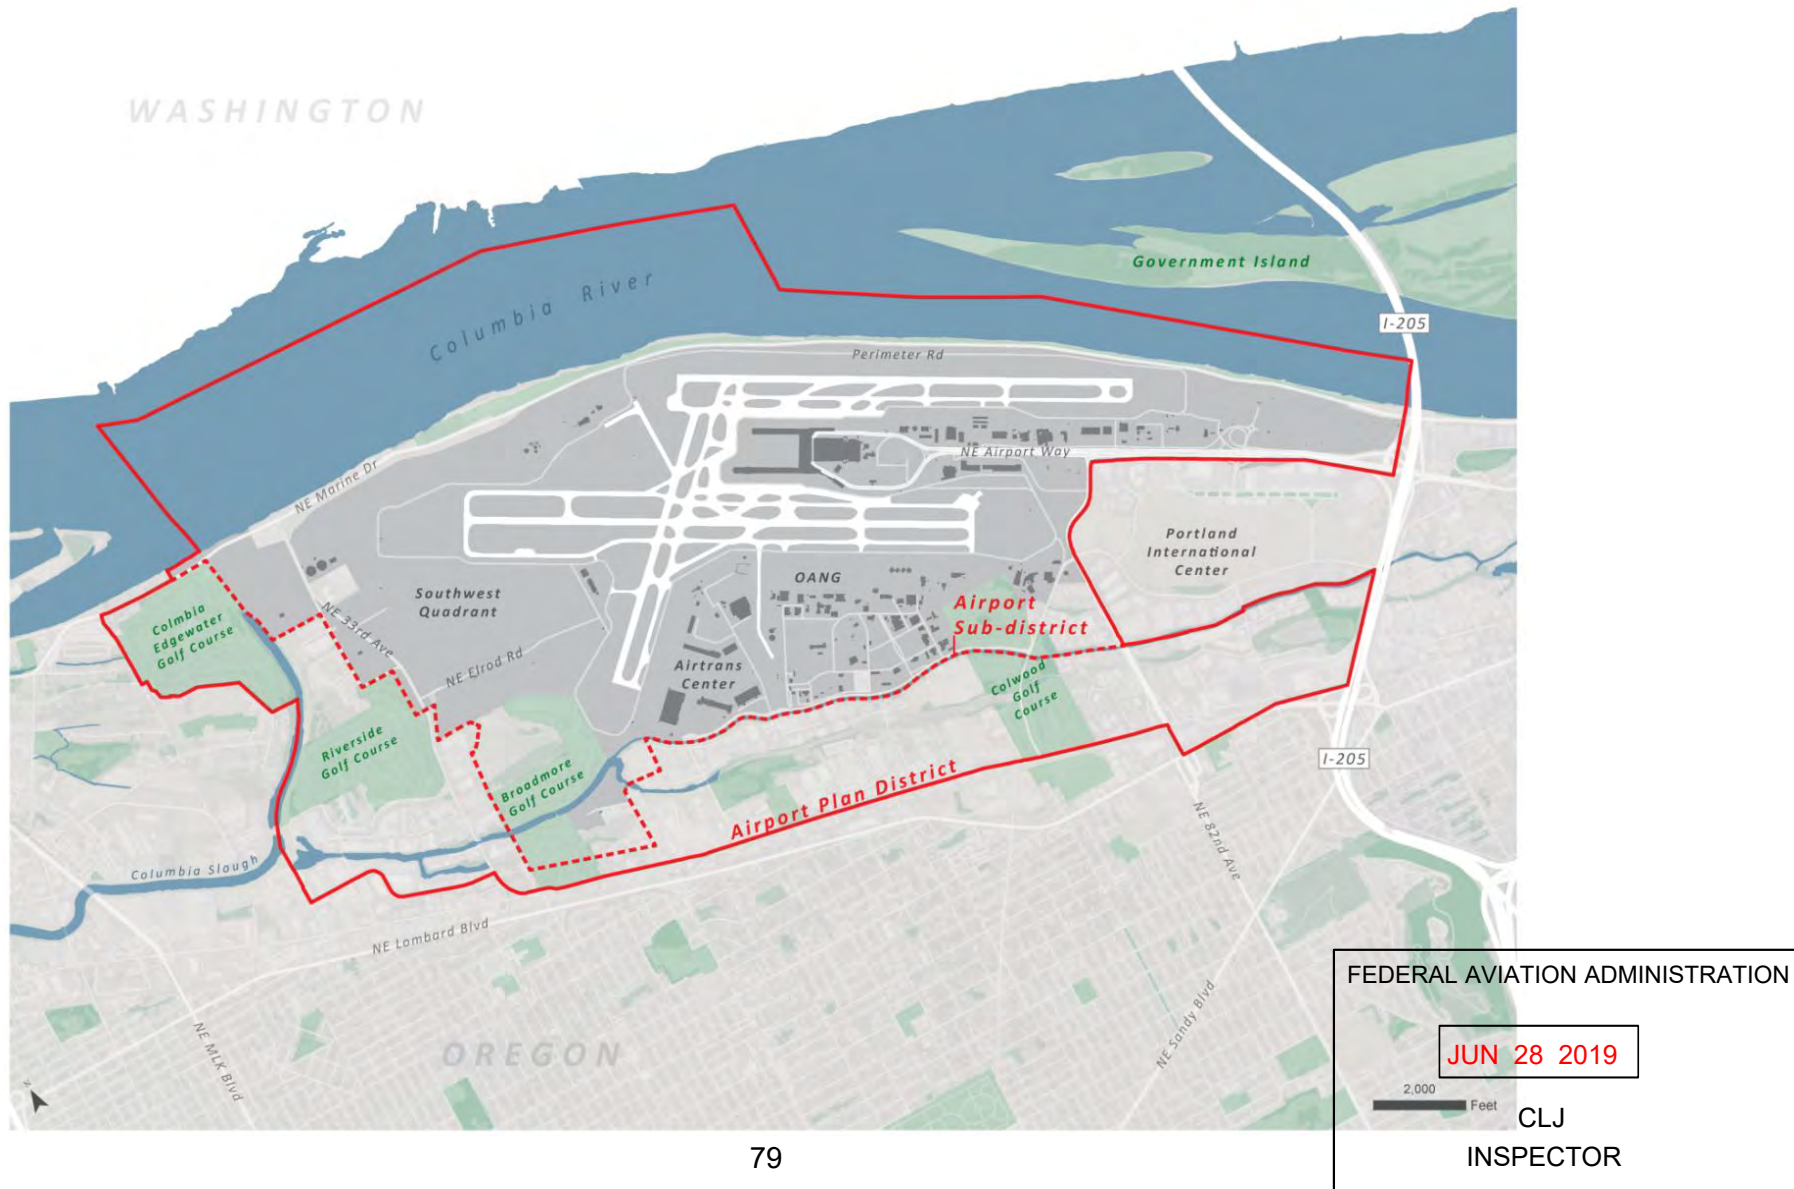 WASHINGTON
Government Island
Columbia River
I-205
Perimeter Rd
NE Airport Way
NE Marine Dr
Portland
International
Center
Southwest
Quadrant
OANG
Airport
Sub-district
Colmbia
Edgewater
Golf Course
NE 33rd Ave
NE Elrod Rd
Airtrans
Center
Colwood
Golf
Course
Riverside
Golf Course
Broadmore
Golf Course
Airport Plan District
I-205
Columbia Slough
NE 82nd Ave
NE Lombard Blvd
NE Sandy Blvd
NE MLK Blvd
OREGON
N
FEDERAL AVIATION ADMINISTRATION
JUN 28 2019
2,000
Feet
CLJ
INSPECTOR
79